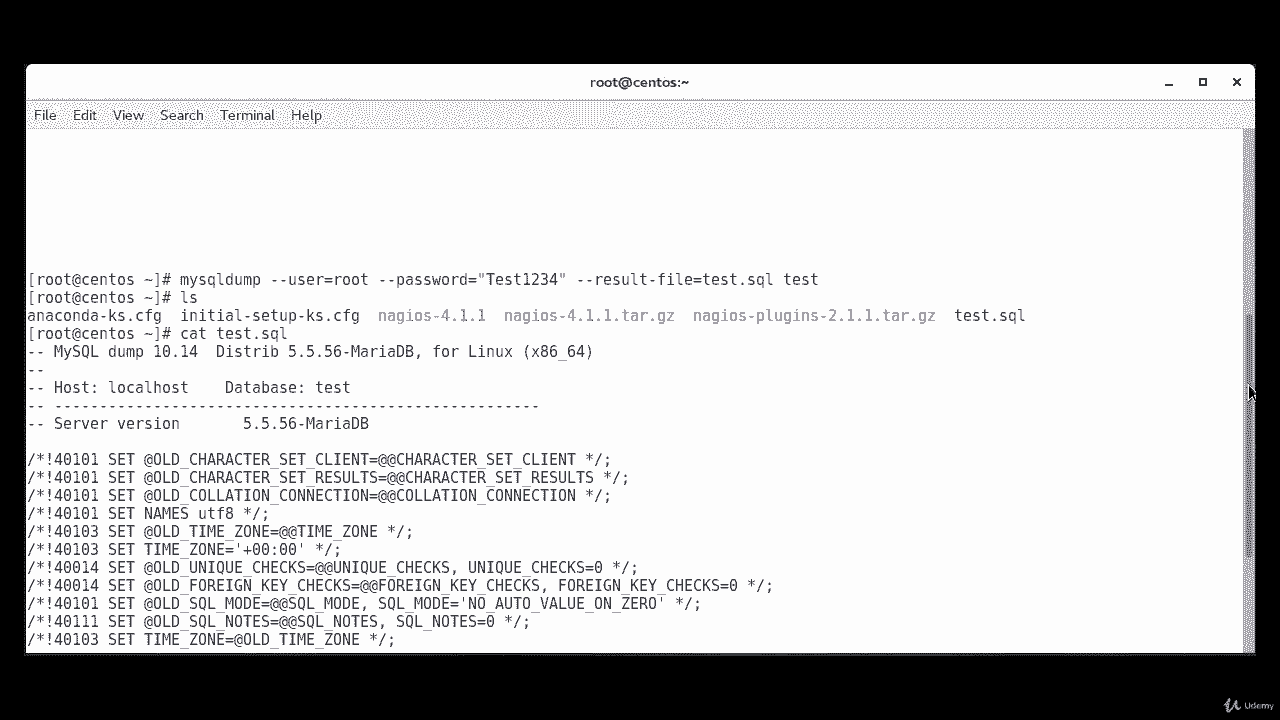 root@centos:~
File Edit View Search Terminal Help
[root@centos ~]# mysqldump --user=root --password="Test1234" --result-file=test.sql test
[root@centos ~]# ls
anaconda-ks.cfg  initial-setup-ks.cfg  nagios-4.1.1  nagios-4.1.1.tar.gz  nagios-plugins-2.1.1.tar.gz  test.sql
[root@centos ~]# cat test.sql
-- MySQL dump 10.14  Distrib 5.5.56-MariaDB, for Linux (x86_64)
--
-- Host: localhost    Database: test
-- ------------------------------------------------------
-- Server version       5.5.56-MariaDB
/*!40101 SET @OLD_CHARACTER_SET_CLIENT=@@CHARACTER_SET_CLIENT */;
/*!40101 SET @OLD_CHARACTER_SET_RESULTS=@@CHARACTER_SET_RESULTS */;
/*!40101 SET @OLD_COLLATION_CONNECTION=@@COLLATION_CONNECTION */;
/*!40101 SET NAMES utf8 */;
/*!40103 SET @OLD_TIME_ZONE=@@TIME_ZONE */;
/*!40103 SET TIME_ZONE='+00:00' */;
/*!40014 SET @OLD_UNIQUE_CHECKS=@@UNIQUE_CHECKS, UNIQUE_CHECKS=0 */;
/*!40014 SET @OLD_FOREIGN_KEY_CHECKS=@@FOREIGN_KEY_CHECKS, FOREIGN_KEY_CHECKS=0 */;
/*!40101 SET @OLD_SQL_MODE=@@SQL_MODE, SQL_MODE='NO_AUTO_VALUE_ON_ZERO' */;
/*!40111 SET @OLD_SQL_NOTES=@@SQL_NOTES, SQL_NOTES=0 */;
/*!40103 SET TIME_ZONE=@OLD_TIME_ZONE */;
Udemy